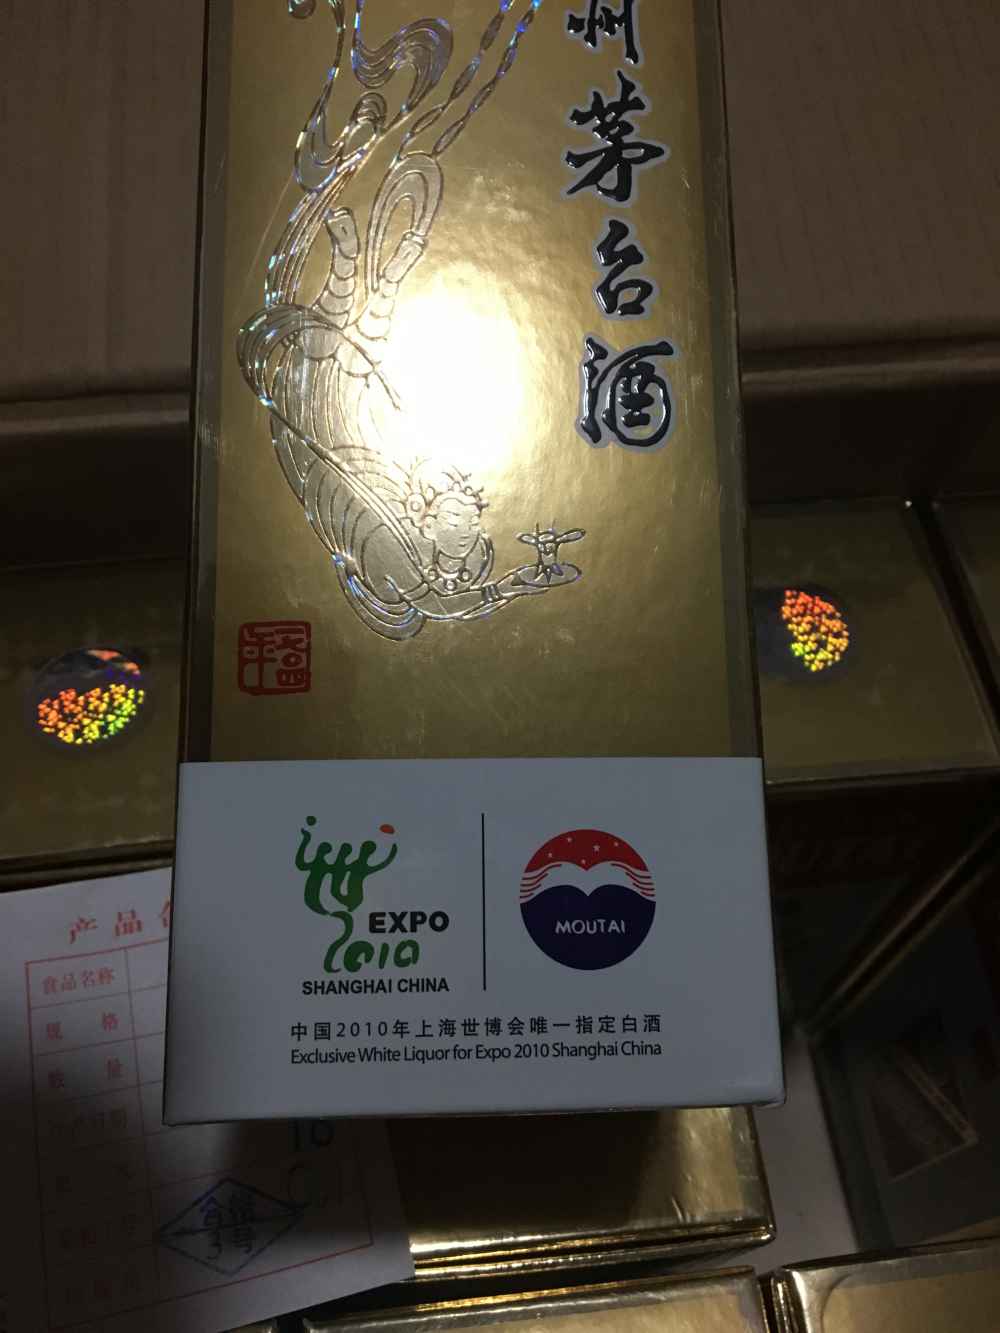 州茅台酒
EXPO
2010
SHANGHAI CHINA
MOUTAI
中国2010年上海世博会唯一指定白酒
Exclusive White Liquor for Expo 2010 Shanghai China
产品
食品名称
规格
数量
16